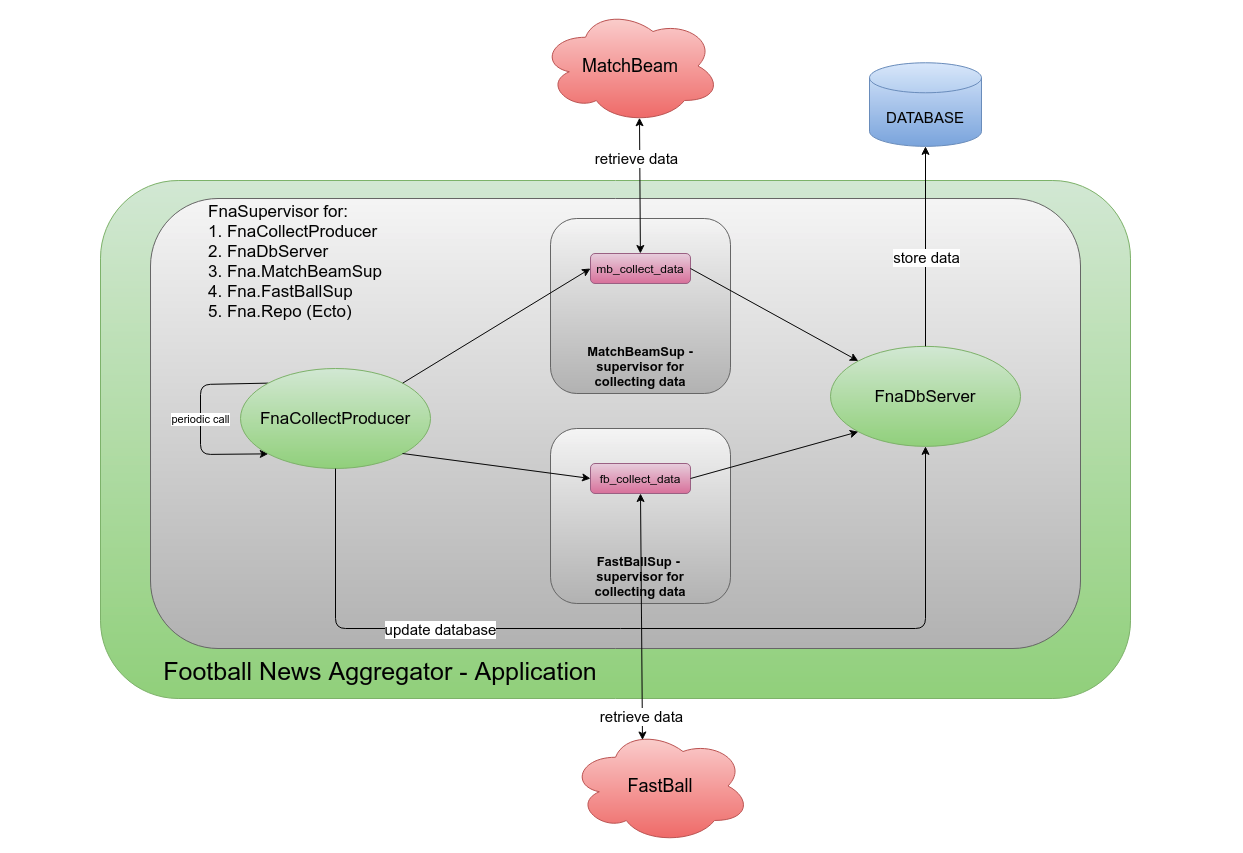 MatchBeam
DATABASE
retrieve data
FnaSupervisor for:
1. FnaCollectProducer
2. FnaDbServer
3. Fna.MatchBeamSup
4. Fna.FastBallSup
5. Fna.Repo (Ecto)
store data
mb_collect_data
MatchBeamSup -
supervisor for
collecting data
FnaDbServer
periodic call
FnaCollectProducer
fb_collect_data
FastBallSup -
supervisor for
collecting data
update database
Football News Aggregator - Application
retrieve data
FastBall